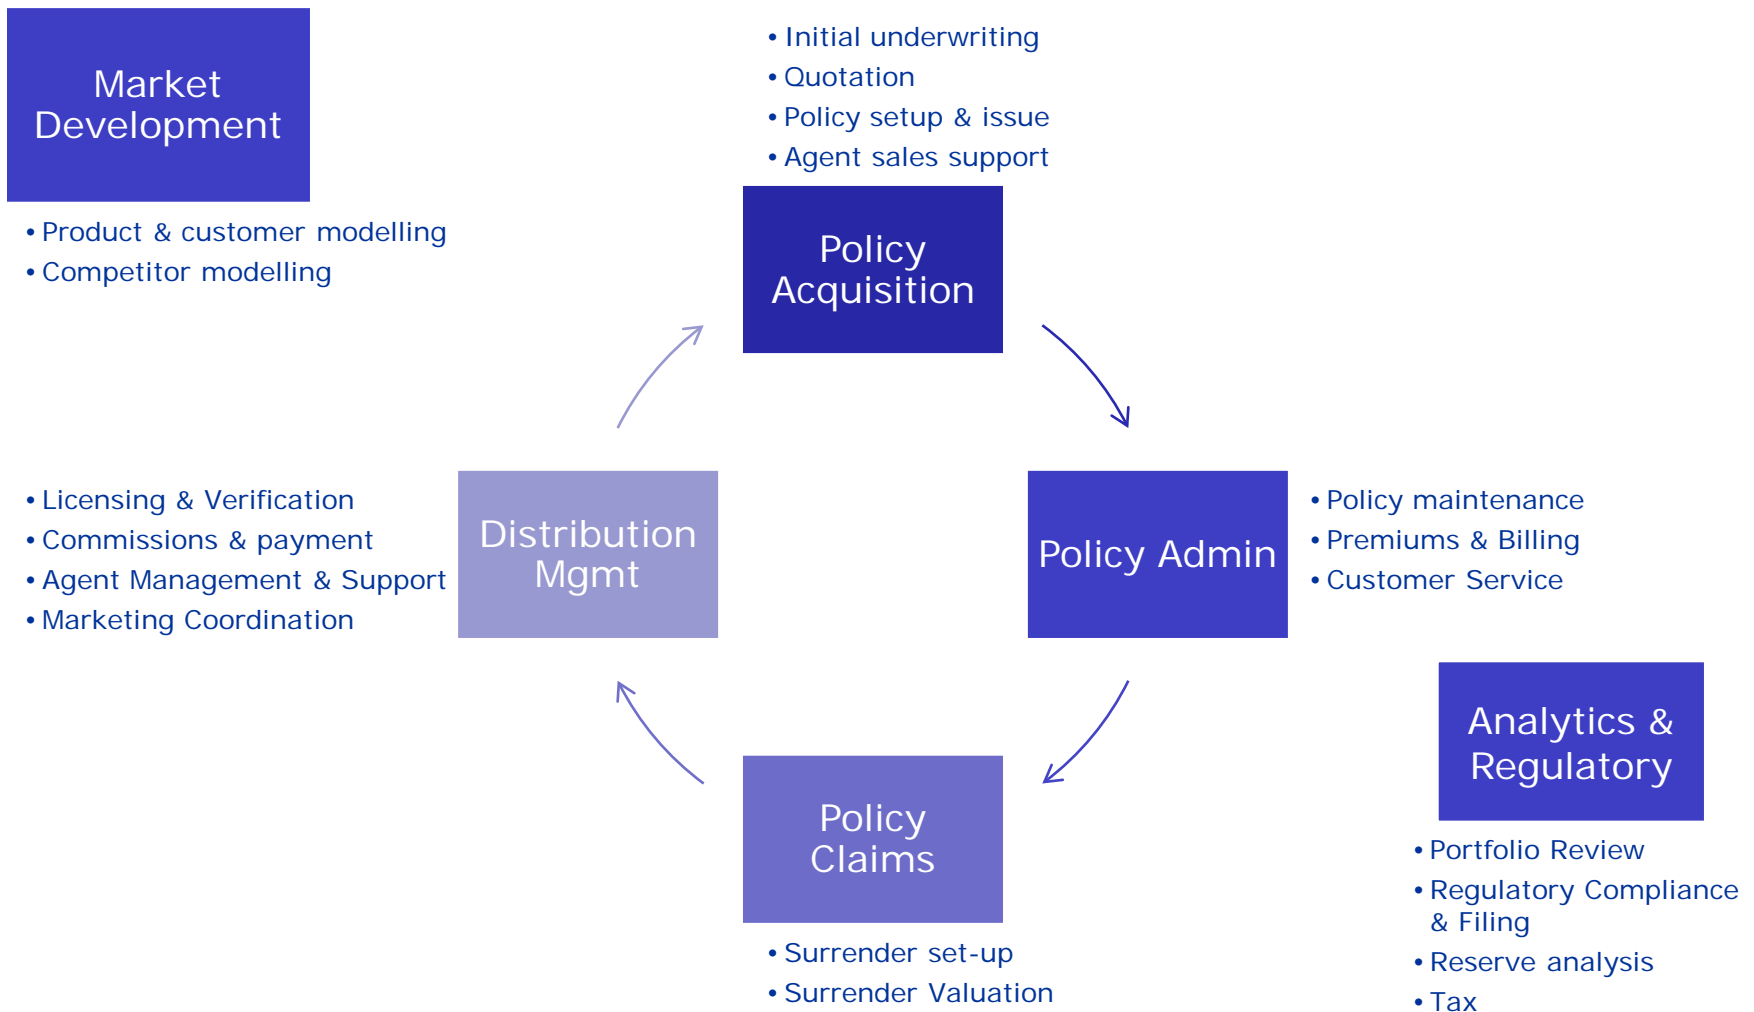 Market
Development
• Product & customer modelling
• Competitor modelling
• Initial underwriting
• Quotation
• Policy setup & issue
• Agent sales support
Policy
Acquisition
• Licensing & Verification
• Commissions & payment
• Agent Management & Support
• Marketing Coordination
Distribution
Mgmt
Policy Admin
• Policy maintenance
• Premiums & Billing
• Customer Service
Policy
Claims
• Surrender set-up
• Surrender Valuation
Analytics &
Regulatory
• Portfolio Review
• Regulatory Compliance
& Filing
• Reserve analysis
• Tax